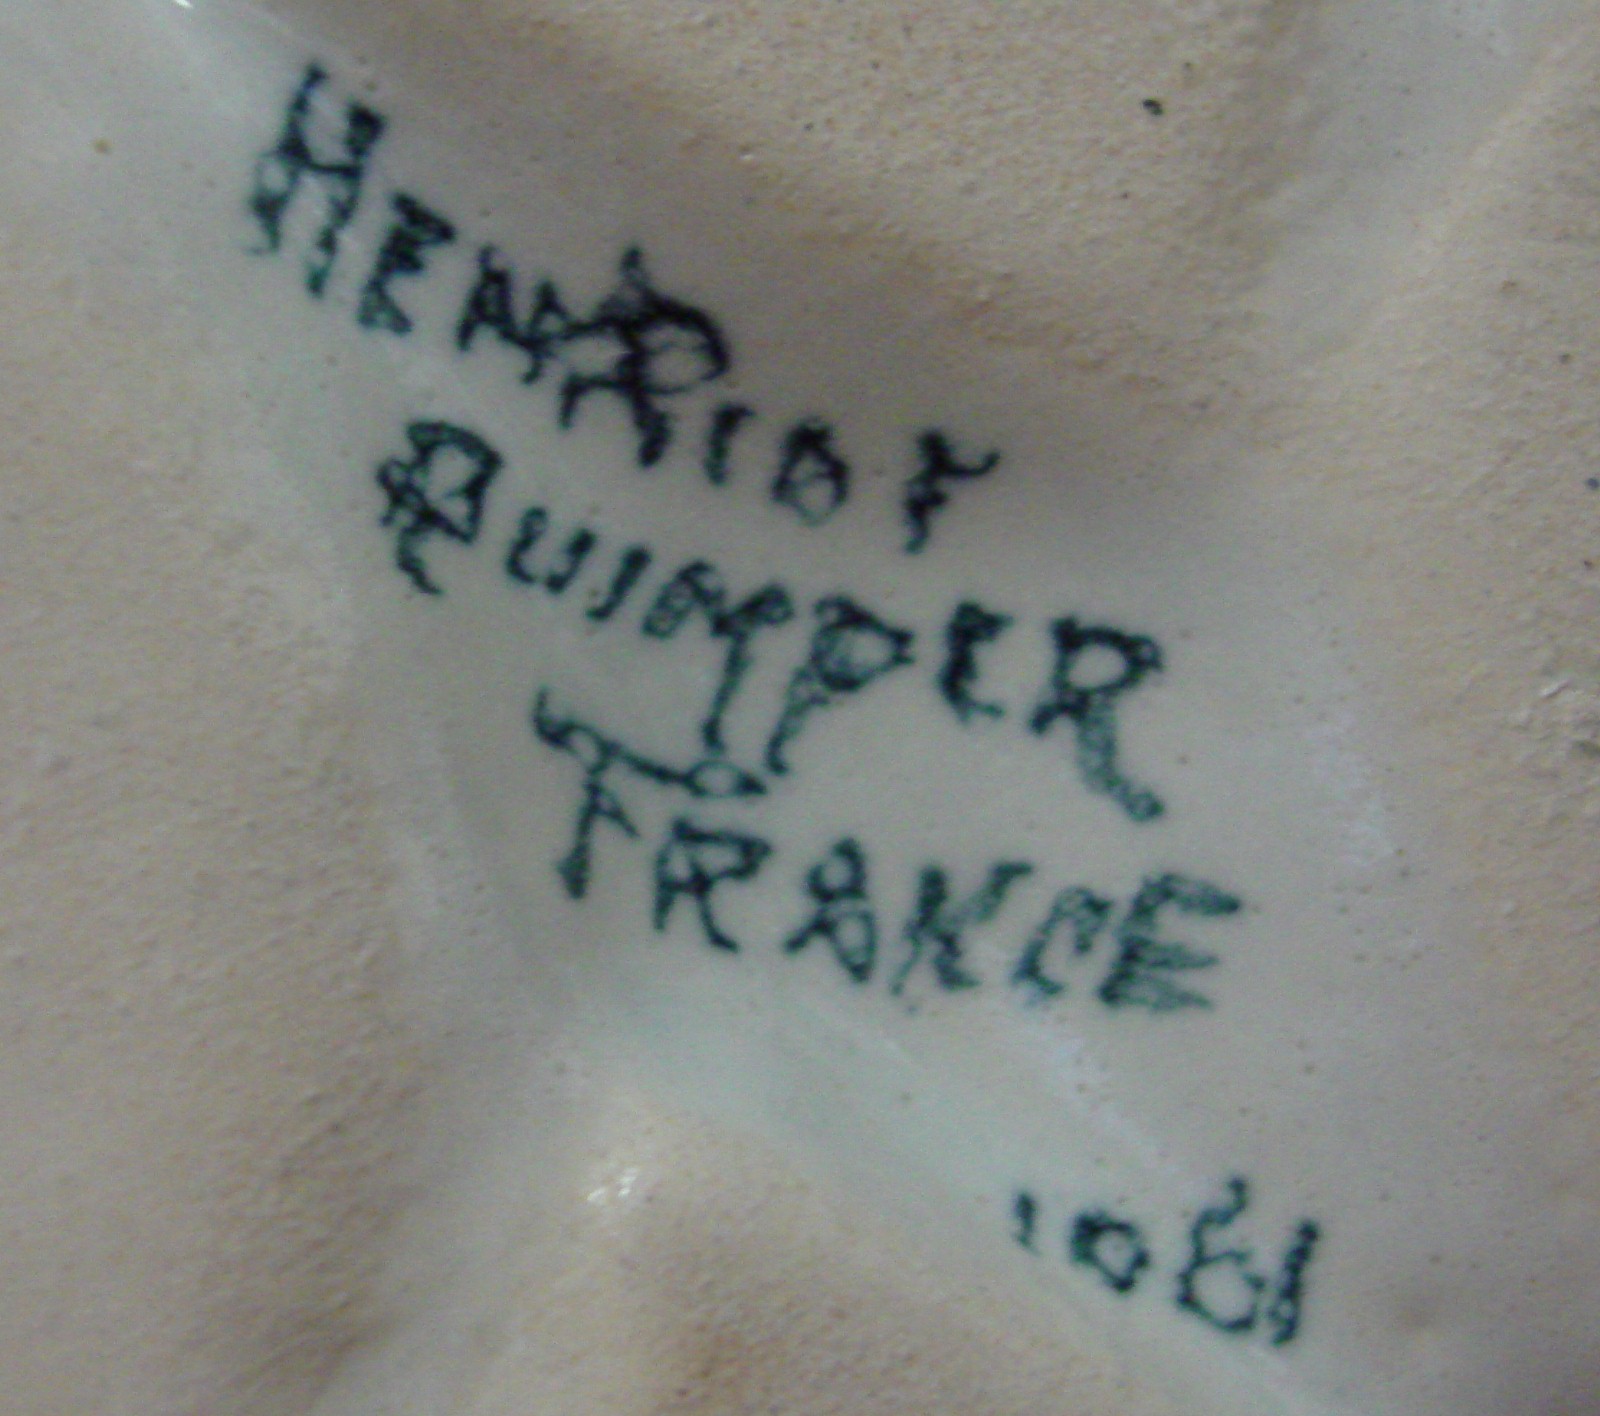 HENRIOT
QUIMPER
FRANCE
1061